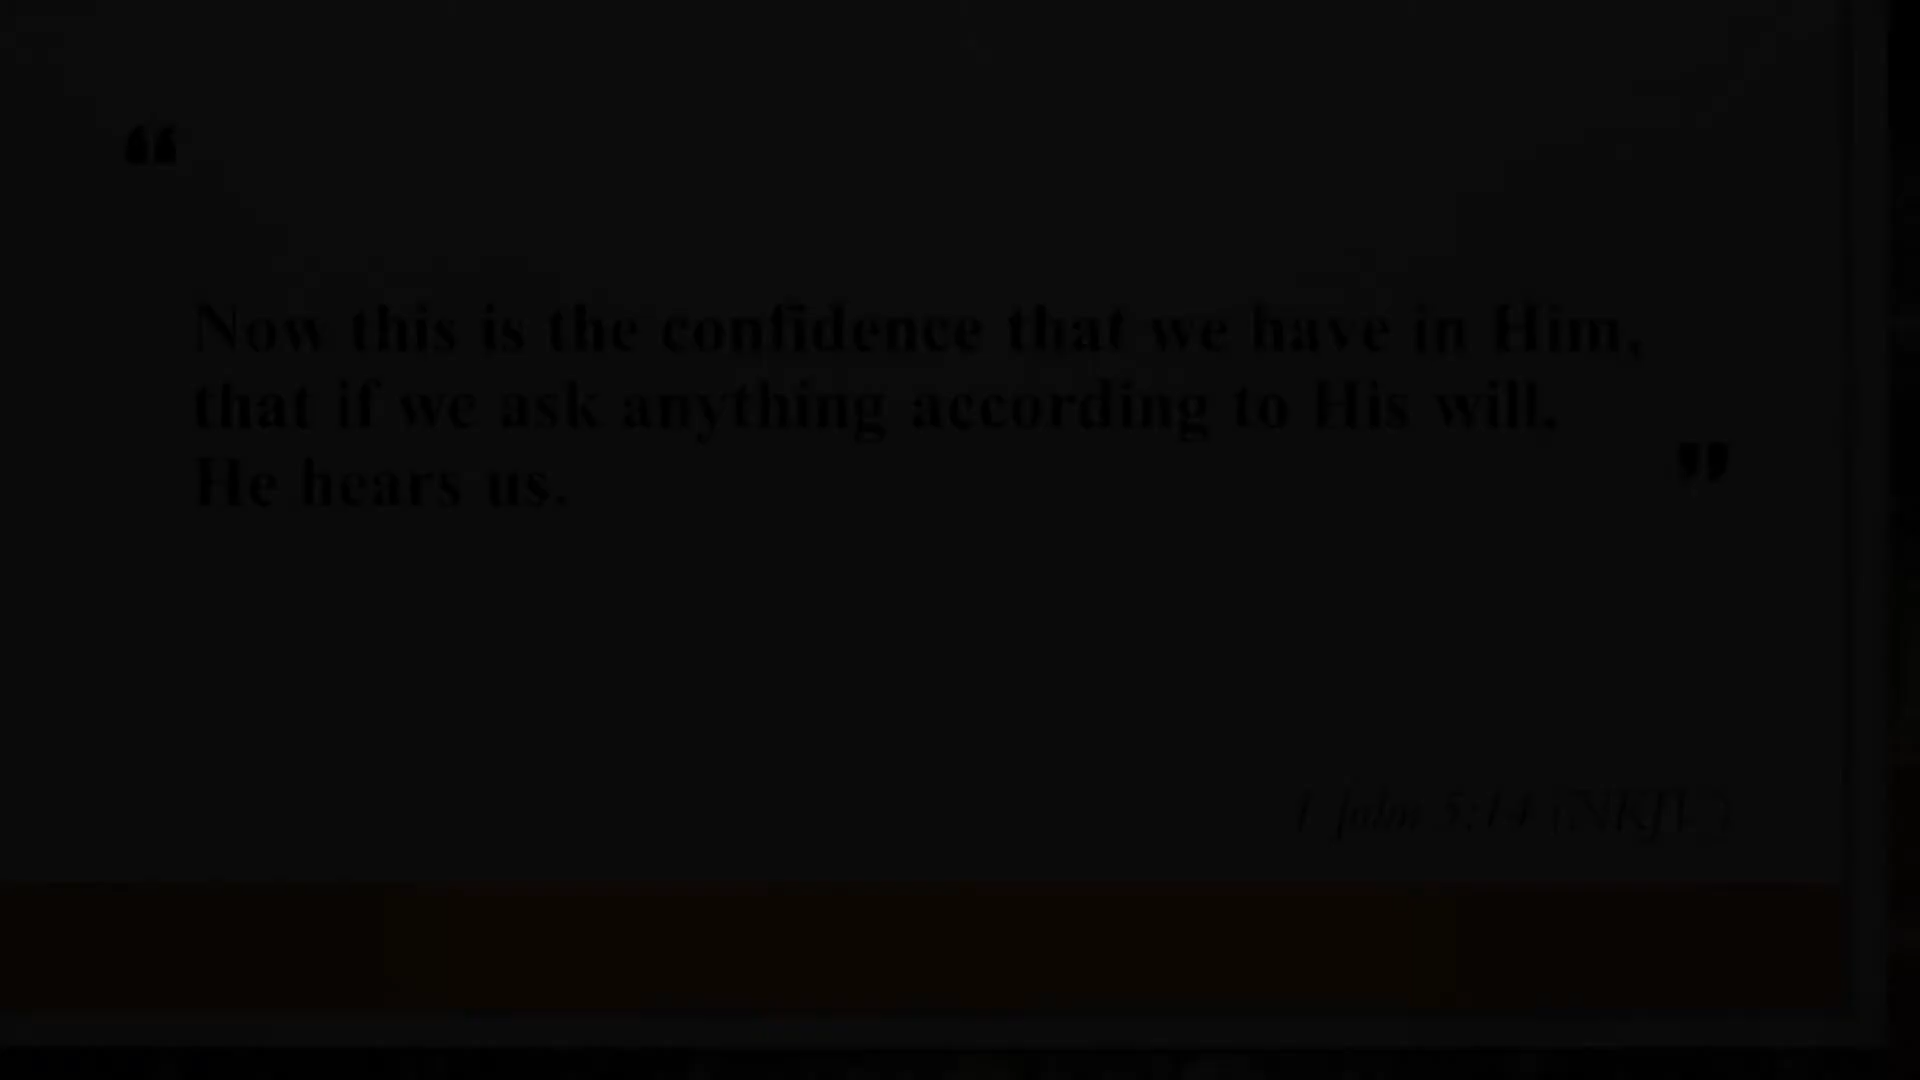 “
Now this is the confidence that we have in Him,
that if we ask anything according to His will,
He hears us.
”
1 John 5:14 (NKJV)